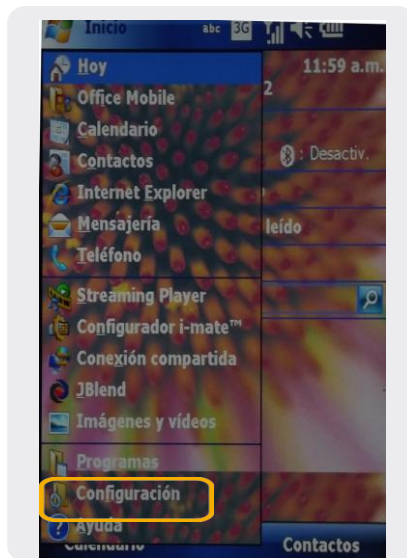 Inicio abc 3G
Hoy 11:59 a.m.
Office Mobile 2
Calendario
Contactos : Desactiv.
Internet Explorer
Mensajería leído
Teléfono
Streaming Player
Configurador i-mate™
Conexión compartida
JBlend
Imágenes y vídeos
Programas
Configuración
Ayuda
Calendario Contactos